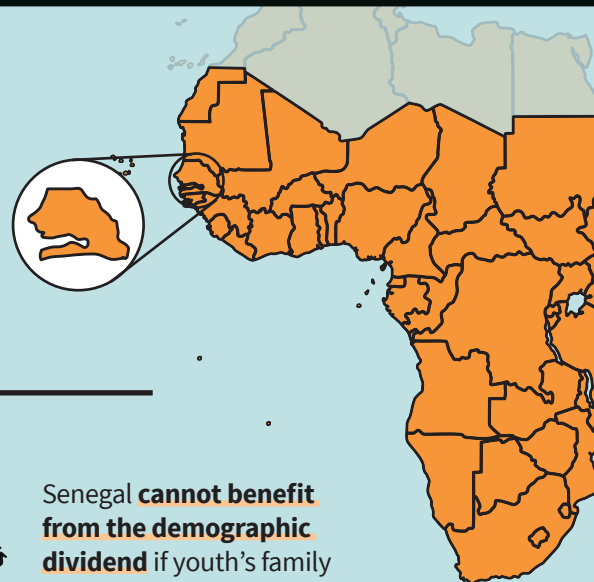 Senegal cannot benefit
from the demographic
dividend if youth’s family